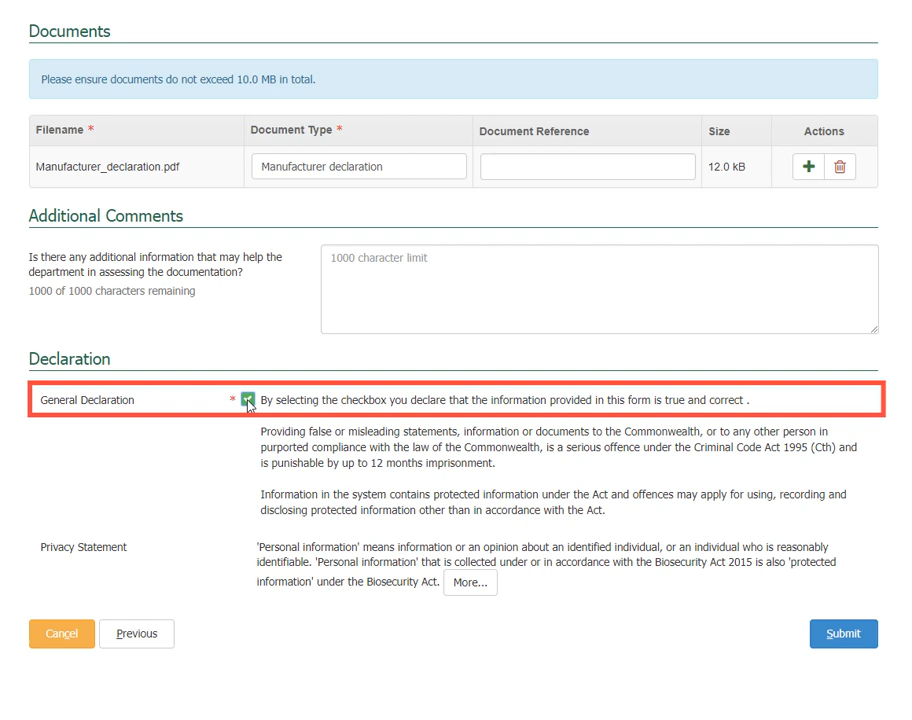 Documents
Please ensure documents do not exceed 10.0 MB in total.
Filename * Document Type * Document Reference Size Actions
Manufacturer_declaration.pdf Manufacturer declaration 12.0 kB
Additional Comments
Is there any additional information that may help the
department in assessing the documentation?
1000 of 1000 characters remaining
1000 character limit
Declaration
General Declaration * By selecting the checkbox you declare that the information provided in this form is true and correct .
Providing false or misleading statements, information or documents to the Commonwealth, or to any other person in
purported compliance with the law of the Commonwealth, is a serious offence under the Criminal Code Act 1995 (Cth) and
is punishable by up to 12 months imprisonment.
Information in the system contains protected information under the Act and offences may apply for using, recording and
disclosing protected information other than in accordance with the Act.
Privacy Statement 'Personal information' means information or an opinion about an identified individual, or an individual who is reasonably
identifiable. 'Personal information' that is collected under or in accordance with the Biosecurity Act 2015 is also 'protected
information' under the Biosecurity Act. More...
Cancel Previous Submit